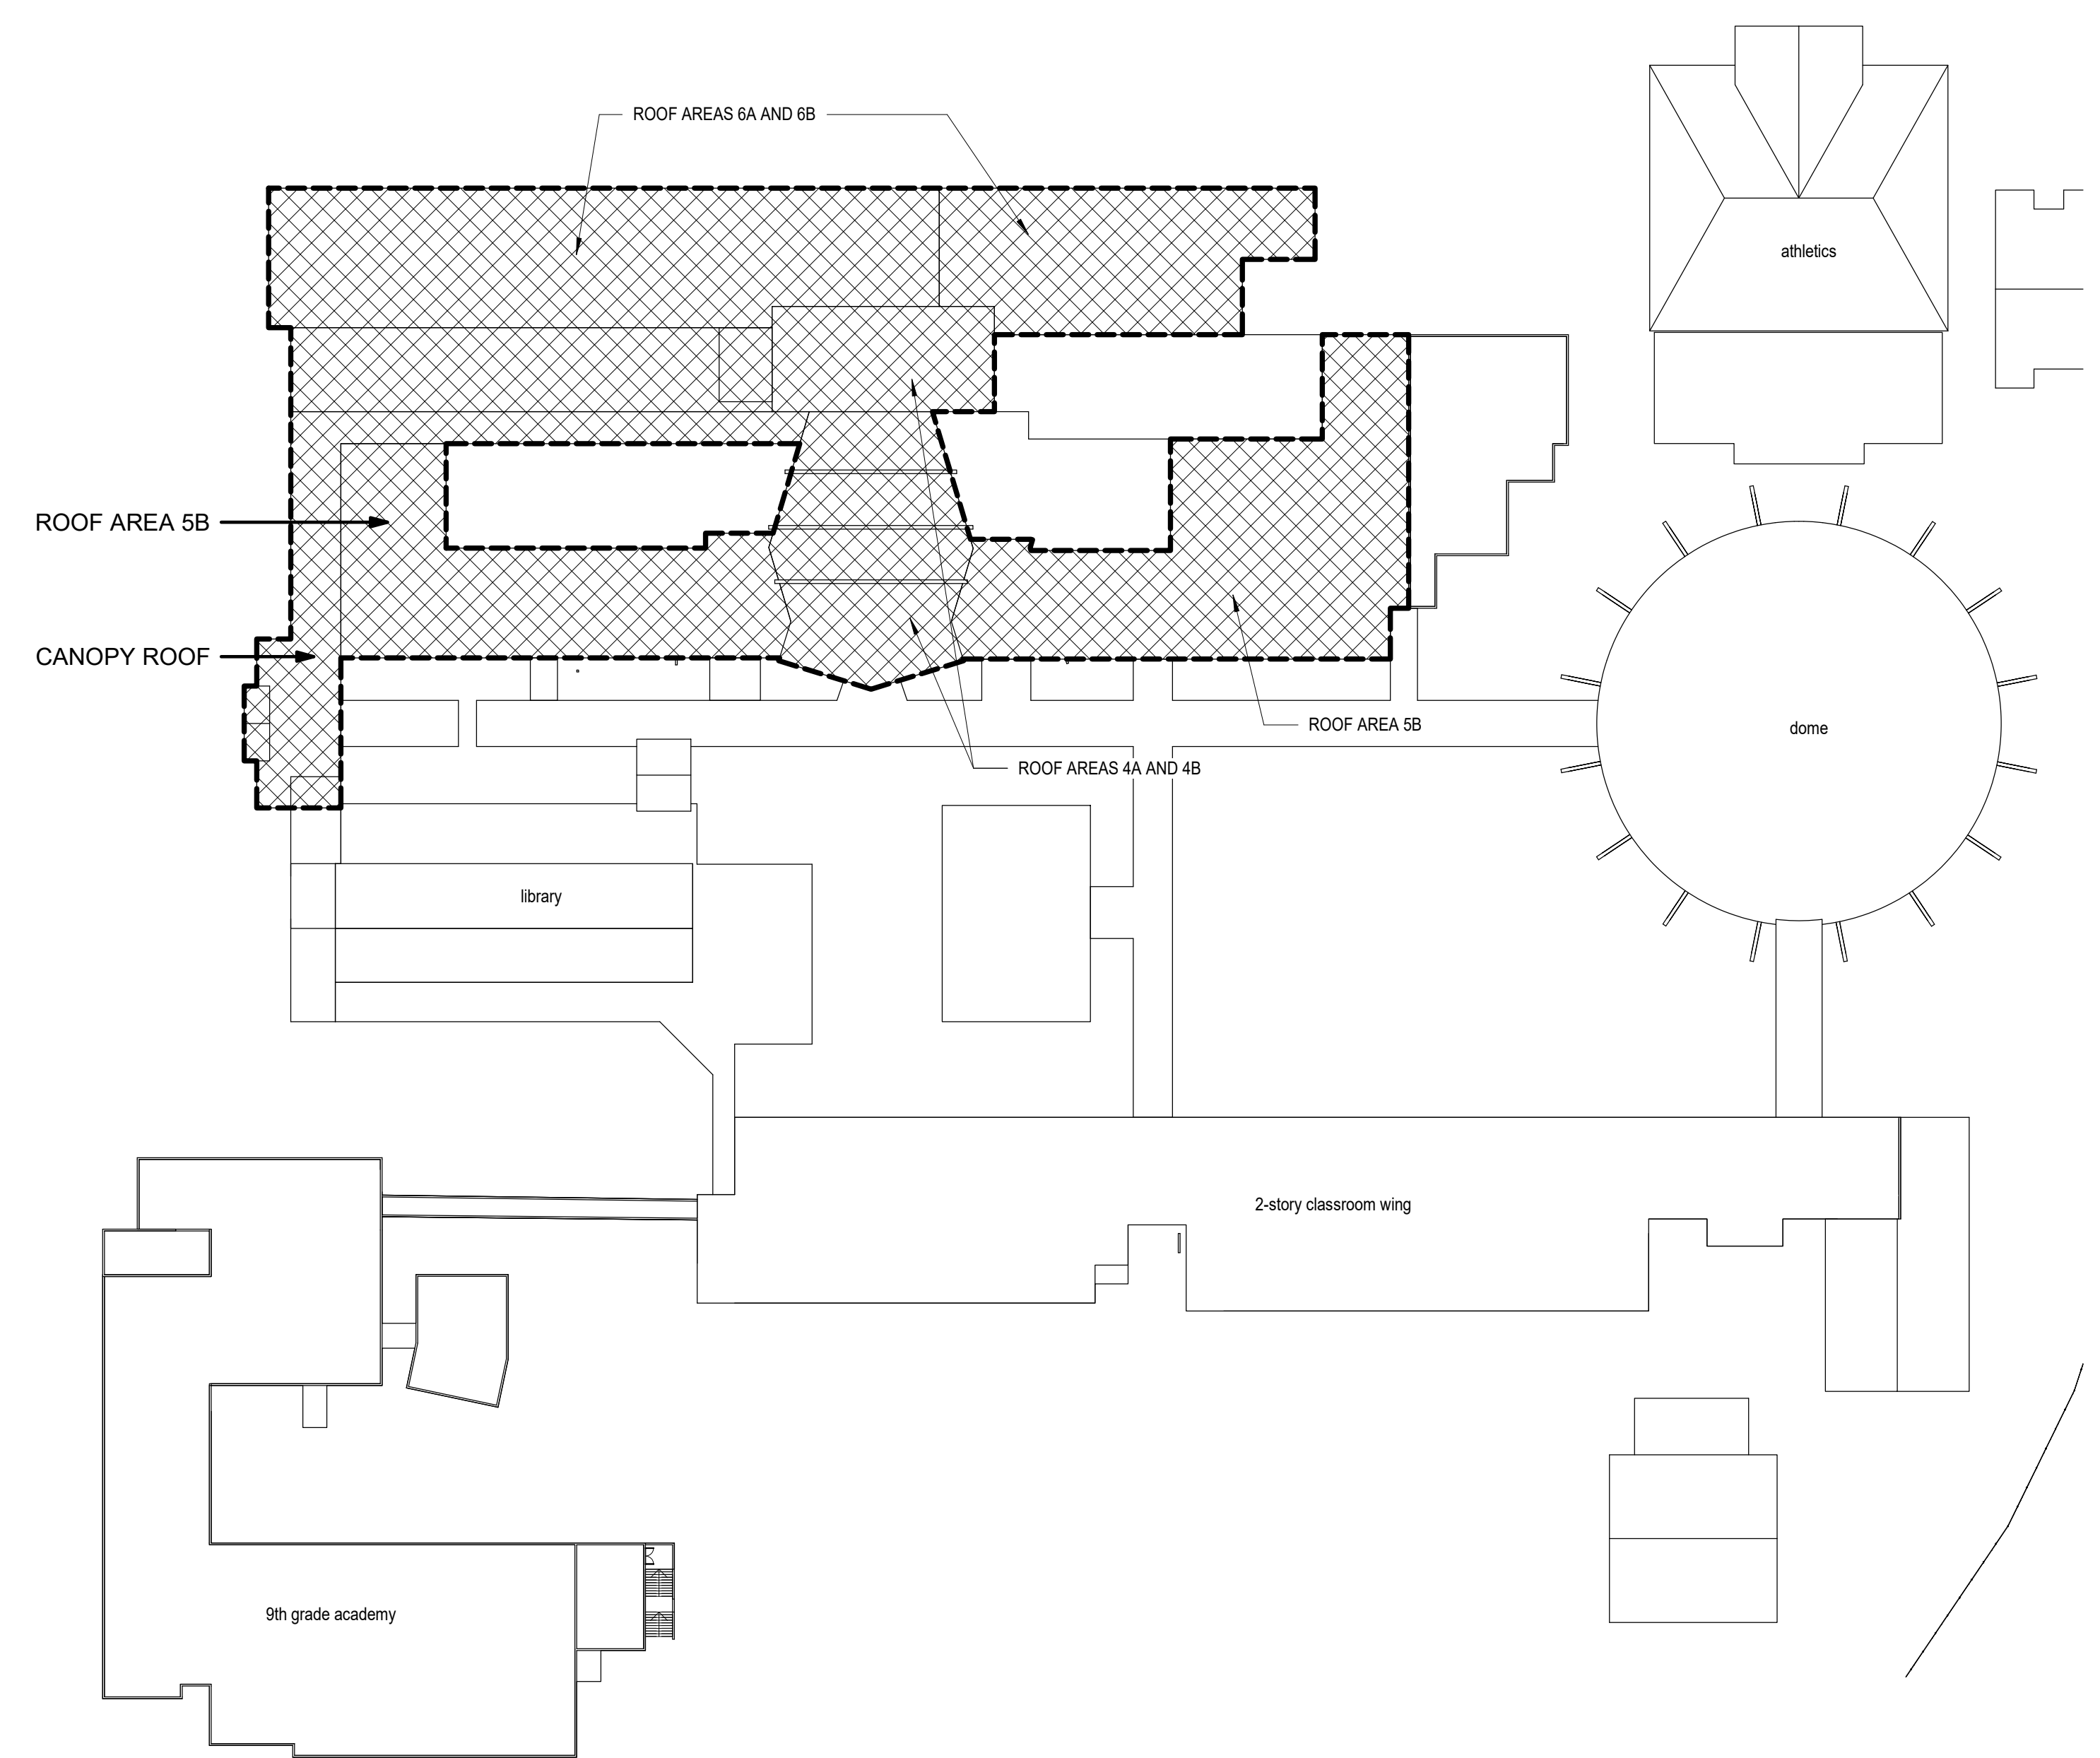 ROOF AREAS 6A AND 6B
athletics
ROOF AREA 5B
CANOPY ROOF
ROOF AREA 5B
dome
ROOF AREAS 4A AND 4B
library
2-story classroom wing
9th grade academy